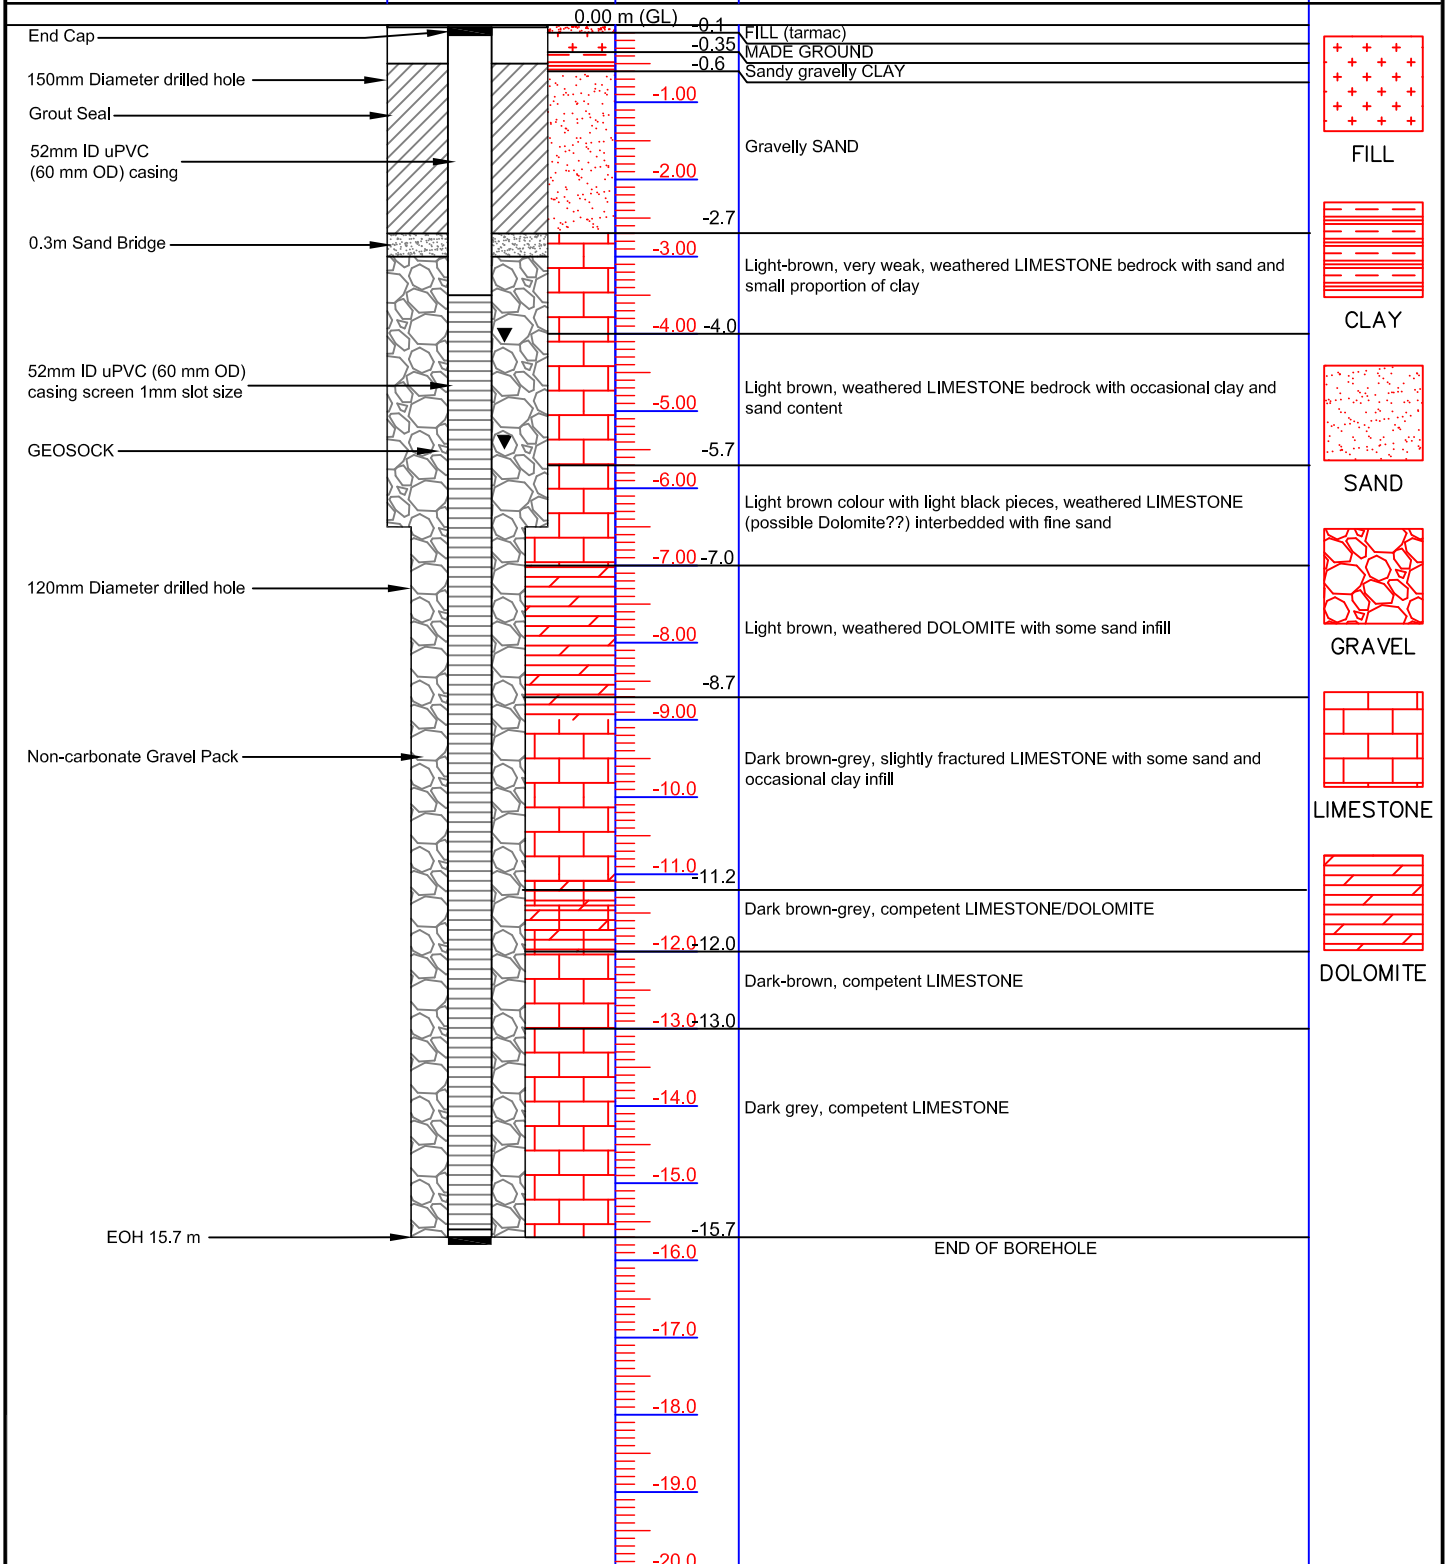 0.00 m (GL)
End Cap
150mm Diameter drilled hole
Grout Seal
52mm ID uPVC
(60 mm OD) casing
0.3m Sand Bridge
52mm ID uPVC (60 mm OD)
casing screen 1mm slot size
GEOSOCK
120mm Diameter drilled hole
Non-carbonate Gravel Pack
EOH 15.7 m
-1.00
-2.00
-3.00
-4.00
-5.00
-6.00
-7.00
-8.00
-9.00
-10.0
-11.0
-12.0
-13.0
-14.0
-15.0
-16.0
-17.0
-18.0
-19.0
-20.0
-0.1
-0.35
-0.6
-2.7
-4.0
-5.7
-7.0
-8.7
-11.2
-12.0
-13.0
-15.7
FILL (tarmac)
MADE GROUND
Sandy gravelly CLAY
Gravelly SAND
Light-brown, very weak, weathered LIMESTONE bedrock with sand and
small proportion of clay
Light brown, weathered LIMESTONE bedrock with occasional clay and
sand content
Light brown colour with light black pieces, weathered LIMESTONE
(possible Dolomite??) interbedded with fine sand
Light brown, weathered DOLOMITE with some sand infill
Dark brown-grey, slightly fractured LIMESTONE with some sand and
occasional clay infill
Dark brown-grey, competent LIMESTONE/DOLOMITE
Dark-brown, competent LIMESTONE
Dark grey, competent LIMESTONE
END OF BOREHOLE
FILL
CLAY
SAND
GRAVEL
LIMESTONE
DOLOMITE